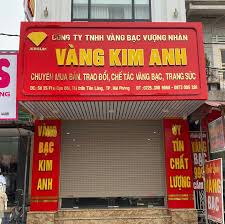 CÔNG TY TNHH VÀNG BẠC VƯỢNG NHÂN
VÀNG KIM ANH
CHUYÊN MUA BÁN, TRAO ĐỔI, CHẾ TÁC VÀNG BẠC, TRANG SỨC
VÀNG
BẠC
KIM
ANH
UY
TÍN
CHẤT
LƯỢNG